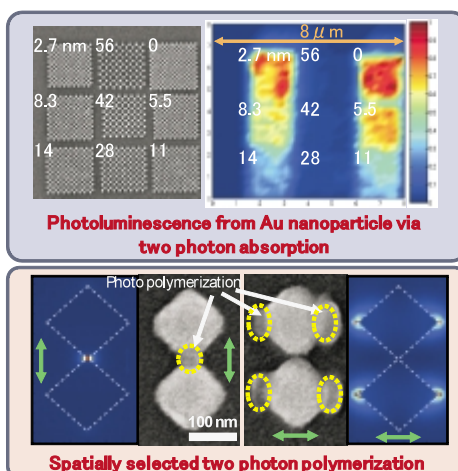 2.7 nm 56 0
8.3 42 5.5
14 28 11
8 μm
2.7 nm 56 0
8.3 42 5.5
14 28 11
Photoluminescence from Au nanoparticle via
two photon absorption
Photo polymerization
100 nm
Spatially selected two photon polymerization